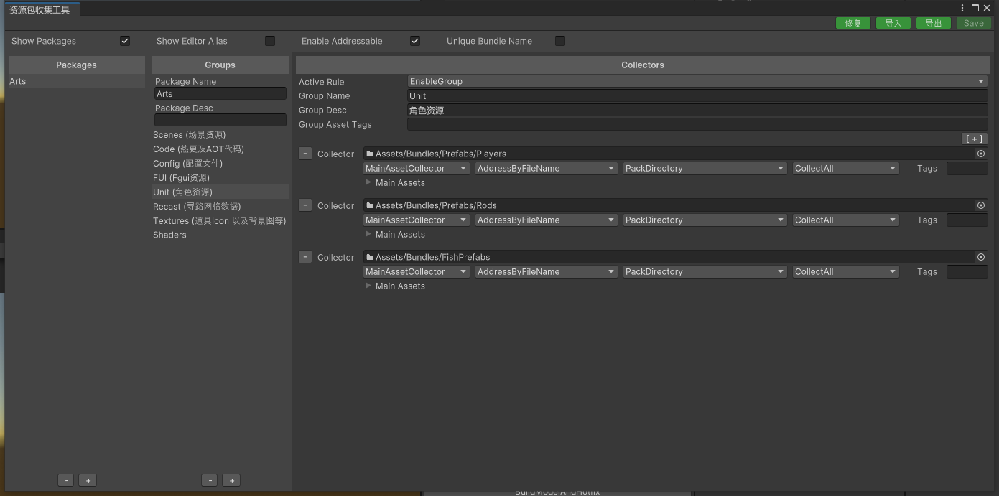 资源包收集工具
修复 导入 导出 Save
Show Packages Show Editor Alias Enable Addressable Unique Bundle Name
Packages
Arts
- +
Groups
Package Name
Arts
Package Desc
Scenes (场景资源)
Code (热更及AOT代码)
Config (配置文件)
FUI (Fgui资源)
Unit (角色资源)
Recast (寻路网格数据)
Textures (道具Icon 以及背景图等)
Shaders
- +
Collectors
Active Rule EnableGroup
Group Name Unit
Group Desc 角色资源
Group Asset Tags
[ + ]
- Collector Assets/Bundles/Prefabs/Players
MainAssetCollector AddressByFileName PackDirectory CollectAll Tags
Main Assets
- Collector Assets/Bundles/Prefabs/Rods
MainAssetCollector AddressByFileName PackDirectory CollectAll Tags
Main Assets
- Collector Assets/Bundles/FishPrefabs
MainAssetCollector AddressByFileName PackDirectory CollectAll Tags
Main Assets
BuildModelAndHotfix